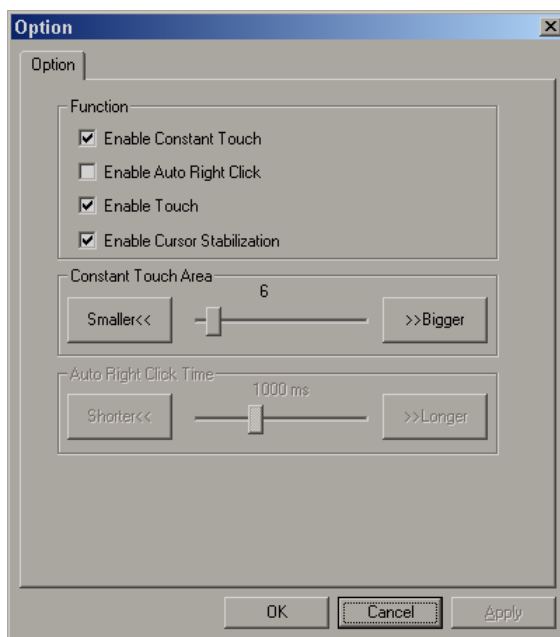 Option
Option
Function
Enable Constant Touch
Enable Auto Right Click
Enable Touch
Enable Cursor Stabilization
Constant Touch Area
6
Smaller<<
>>Bigger
Auto Right Click Time
1000 ms
Shorter<<
>>Longer
OK
Cancel
Apply